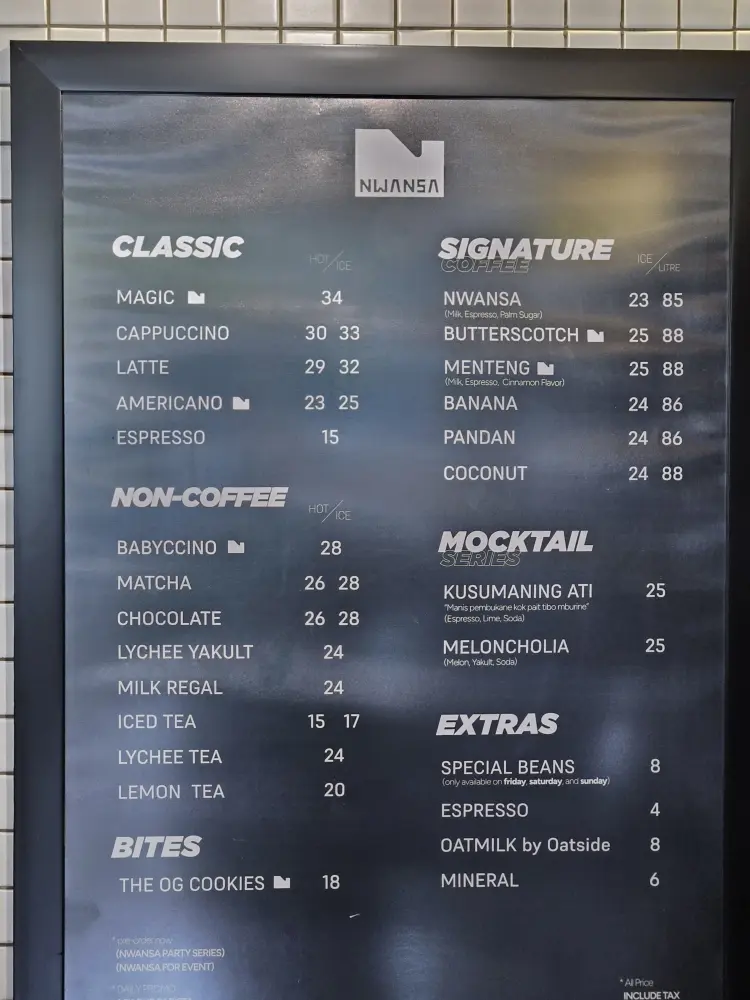 NWANSA
CLASSIC
HOT/ICE
MAGIC 34
CAPPUCCINO 30 33
LATTE 29 32
AMERICANO 23 25
ESPRESSO 15
NON-COFFEE
HOT/ICE
BABYCCINO 28
MATCHA 26 28
CHOCOLATE 26 28
LYCHEE YAKULT 24
MILK REGAL 24
ICED TEA 15 17
LYCHEE TEA 24
LEMON TEA 20
BITES
THE OG COOKIES 18
* pre-order now
(NWANSA PARTY SERIES)
(NWANSA FOR EVENT)
* DAILY PROMO
SIGNATURE
COFFEE
ICE/LITRE
NWANSA 23 85
(Milk, Espresso, Palm Sugar)
BUTTERSCOTCH 25 88
MENTENG 25 88
(Milk, Espresso, Cinnamon Flavor)
BANANA 24 86
PANDAN 24 86
COCONUT 24 88
MOCKTAIL
SERIES
KUSUMANING ATI 25
"Manis pembukane kok pait tibo mburine"
(Espresso, Lime, Soda)
MELONCHOLIA 25
(Melon, Yakult, Soda)
EXTRAS
SPECIAL BEANS 8
(only available on friday, saturday, and sunday)
ESPRESSO 4
OATMILK by Oatside 8
MINERAL 6
* All Price
INCLUDE TAX